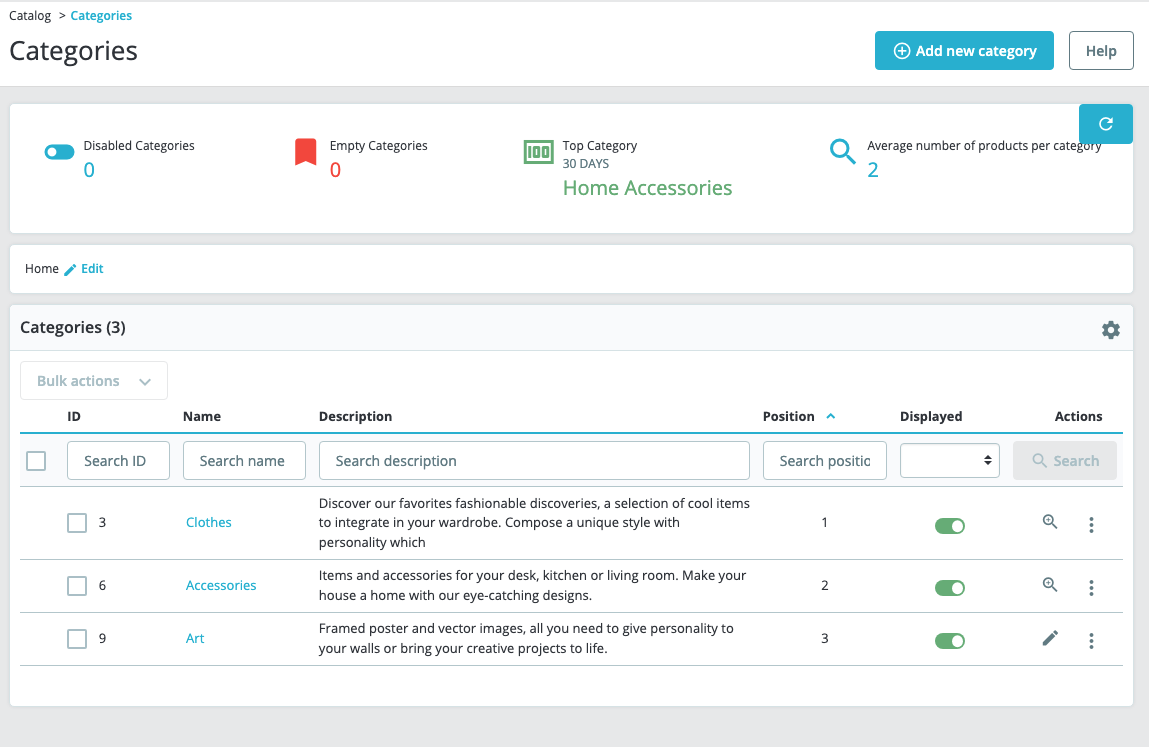 Catalog > Categories
Categories
Add new category
Help
Disabled Categories
0
Empty Categories
0
100
Top Category
30 DAYS
Home Accessories
Average number of products per category
2
Home Edit
Categories (3)
Bulk actions
ID Name Description Position Displayed Actions
Search ID Search name Search description Search positio Search
3 Clothes Discover our favorites fashionable discoveries, a selection of cool items
to integrate in your wardrobe. Compose a unique style with
personality which
1
6 Accessories Items and accessories for your desk, kitchen or living room. Make your
house a home with our eye-catching designs.
2
9 Art Framed poster and vector images, all you need to give personality to
your walls or bring your creative projects to life.
3